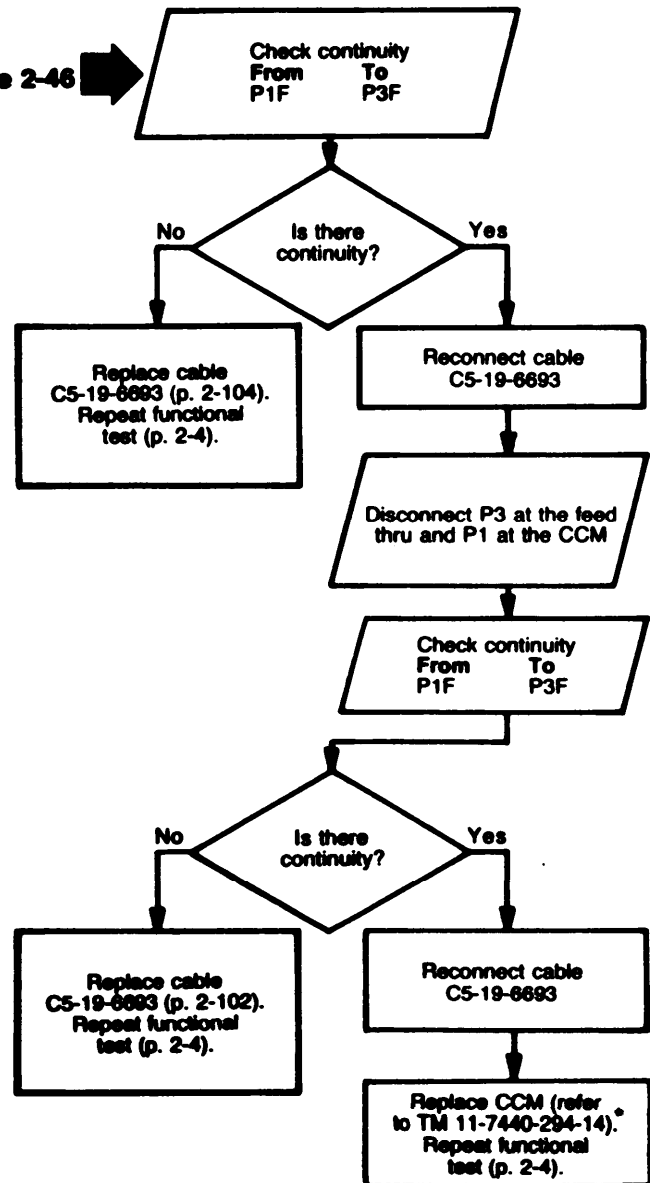 e 2-46
Check continuity
From To
P1F P3F
Is there
continuity?
No
Yes
Replace cable
C5-19-6693 (p. 2-104).
Repeat functional
test (p. 2-4).
Reconnect cable
C5-19-6693
Disconnect P3 at the feed
thru and P1 at the CCM
Check continuity
From To
P1F P3F
Is there
continuity?
No
Yes
Replace cable
C5-19-6693 (p. 2-102).
Repeat functional
test (p. 2-4).
Reconnect cable
C5-19-6693
Replace CCM (refer
to TM 11-7440-294-14).*
Repeat functional
test (p. 2-4).